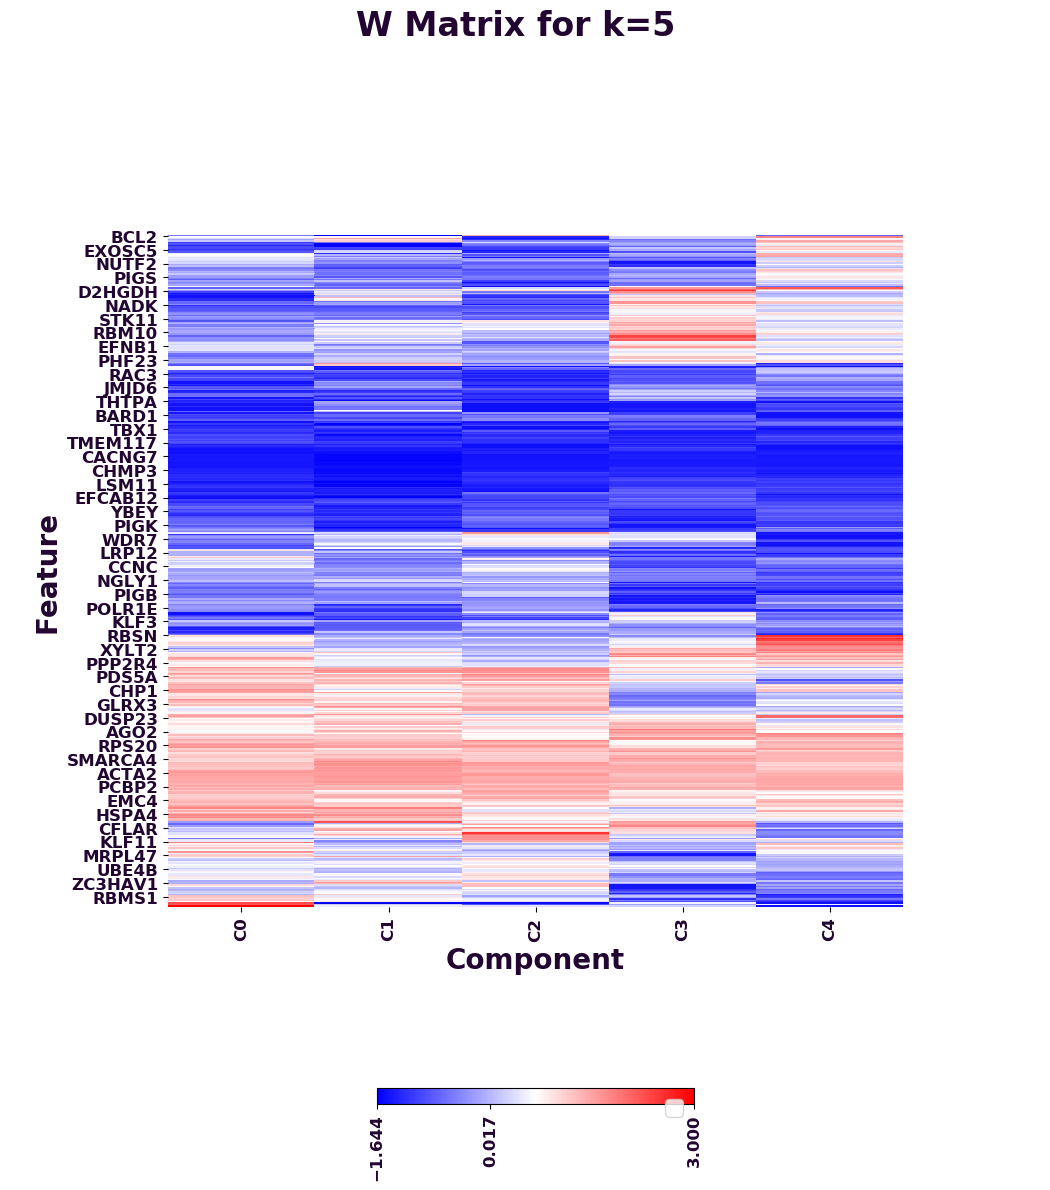 W Matrix for k=5
BCL2
EXOSC5
NUTF2
PIGS
D2HGDH
NADK
STK11
RBM10
EFNB1
PHF23
RAC3
JMJD6
THTPA
BARD1
TBX1
TMEM117
CACNG7
CHMP3
LSM11
EFCAB12
YBEY
PIGK
WDR7
LRP12
CCNC
NGLY1
PIGB
POLR1E
KLF3
RBSN
XYLT2
PPP2R4
PDS5A
CHP1
GLRX3
DUSP23
AGO2
RPS20
SMARCA4
ACTA2
PCBP2
EMC4
HSPA4
CFLAR
KLF11
MRPL47
UBE4B
ZC3HAV1
RBMS1
Feature
C0 C1 C2 C3 C4
Component
−1.644 0.017 3.000